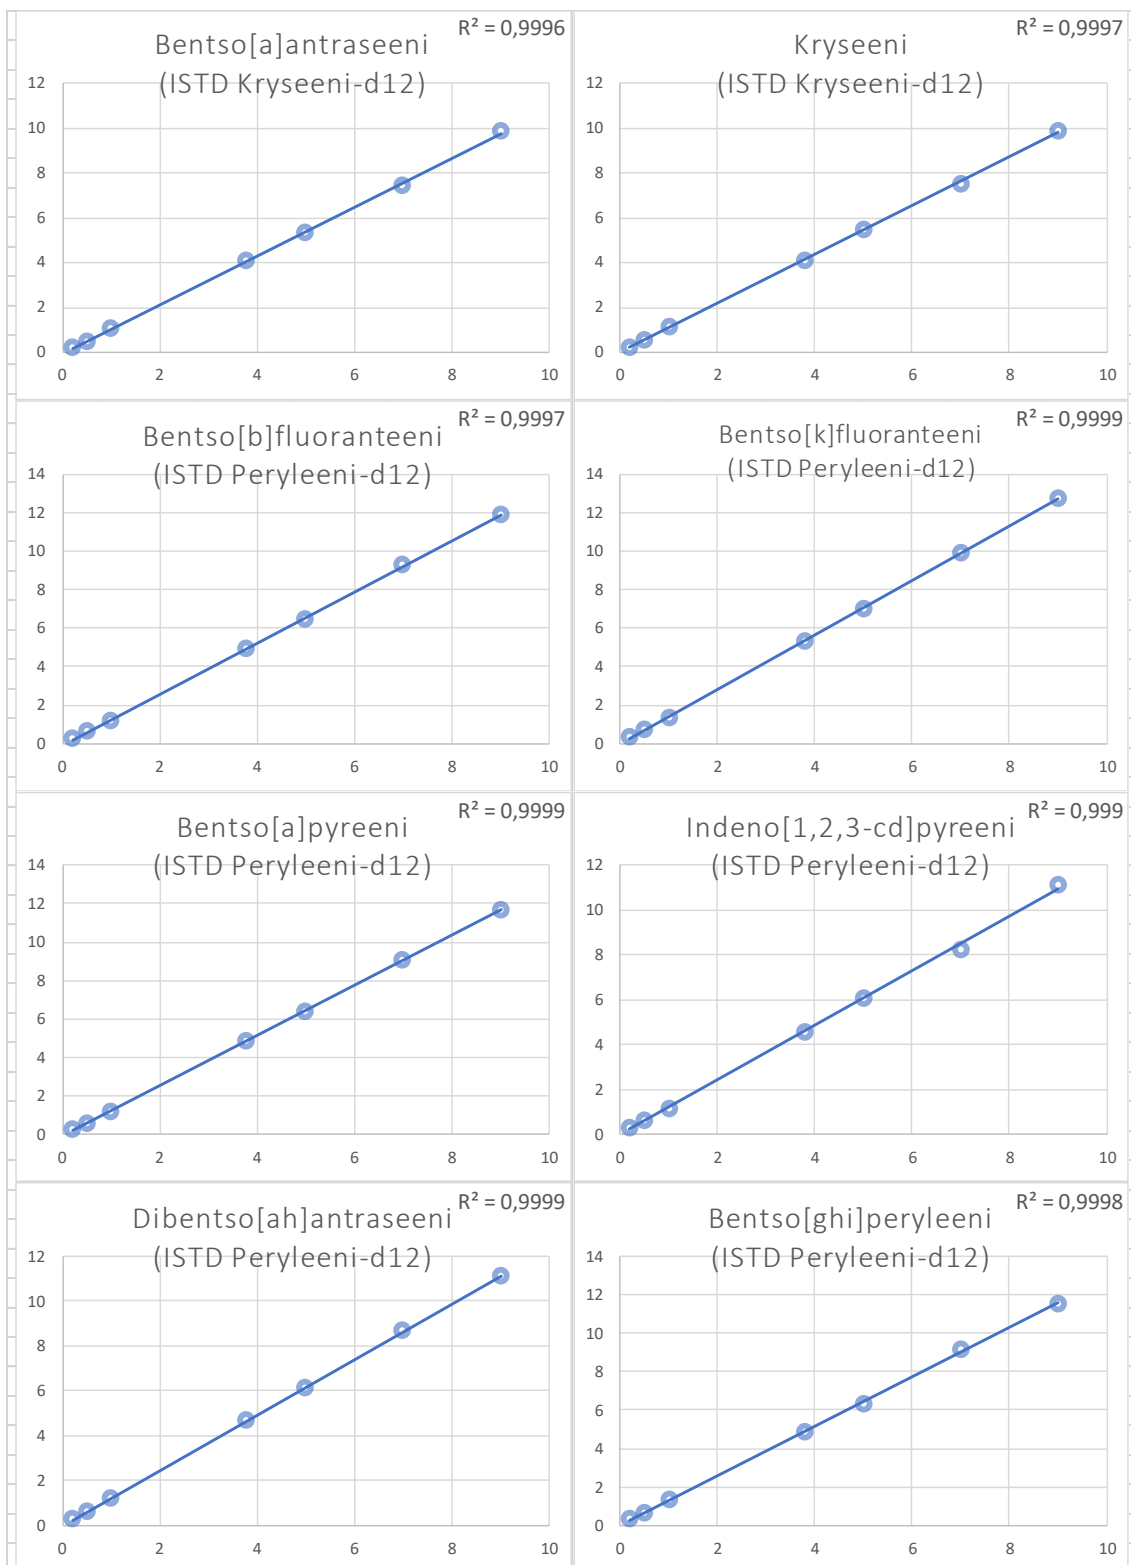 R² = 0,9996
Bentso[a]antraseeni
(ISTD Kryseeni-d12)
12
10
8
6
4
2
0
0 2 4 6 8 10
R² = 0,9997
Kryseeni
(ISTD Kryseeni-d12)
12
10
8
6
4
2
0
0 2 4 6 8 10
R² = 0,9997
Bentso[b]fluoranteeni
(ISTD Peryleeni-d12)
14
12
10
8
6
4
2
0
0 2 4 6 8 10
R² = 0,9999
Bentso[k]fluoranteeni
(ISTD Peryleeni-d12)
14
12
10
8
6
4
2
0
0 2 4 6 8 10
R² = 0,9999
Bentso[a]pyreeni
(ISTD Peryleeni-d12)
14
12
10
8
6
4
2
0
0 2 4 6 8 10
R² = 0,999
Indeno[1,2,3-cd]pyreeni
(ISTD Peryleeni-d12)
12
10
8
6
4
2
0
0 2 4 6 8 10
R² = 0,9999
Dibentso[ah]antraseeni
(ISTD Peryleeni-d12)
12
10
8
6
4
2
0
0 2 4 6 8 10
R² = 0,9998
Bentso[ghi]peryleeni
(ISTD Peryleeni-d12)
14
12
10
8
6
4
2
0
0 2 4 6 8 10